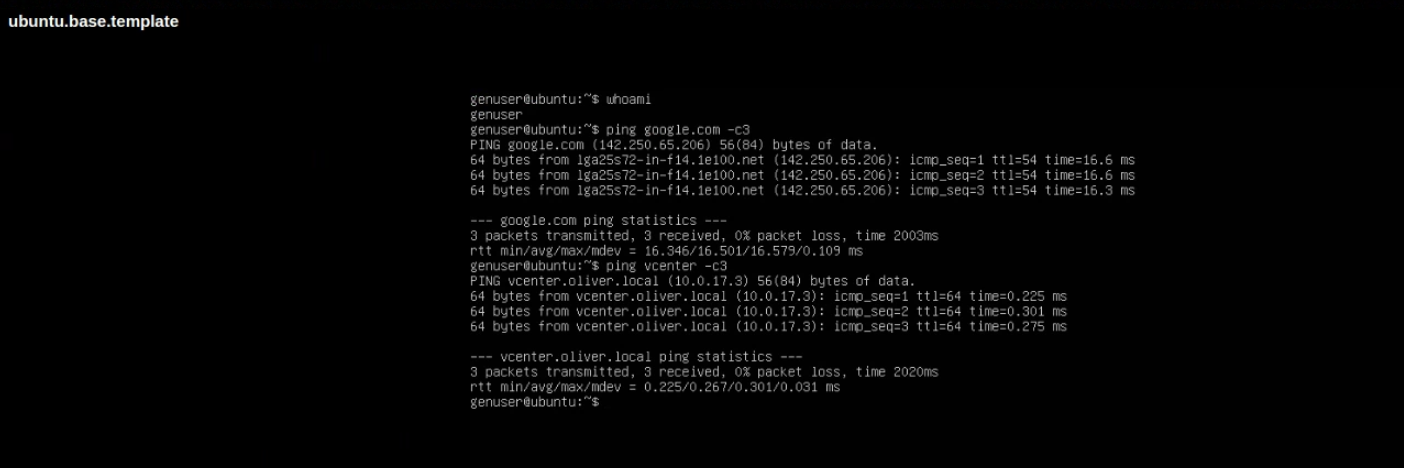 ubuntu.base.template
genuser@ubuntu:~$ whoami
genuser
genuser@ubuntu:~$ ping google.com -c3
PING google.com (142.250.65.206) 56(84) bytes of data.
64 bytes from lga25s72-in-f14.1e100.net (142.250.65.206): icmp_seq=1 ttl=54 time=16.6 ms
64 bytes from lga25s72-in-f14.1e100.net (142.250.65.206): icmp_seq=2 ttl=54 time=16.6 ms
64 bytes from lga25s72-in-f14.1e100.net (142.250.65.206): icmp_seq=3 ttl=54 time=16.3 ms
--- google.com ping statistics ---
3 packets transmitted, 3 received, 0% packet loss, time 2003ms
rtt min/avg/max/mdev = 16.346/16.501/16.579/0.109 ms
genuser@ubuntu:~$ ping vcenter -c3
PING vcenter.oliver.local (10.0.17.3) 56(84) bytes of data.
64 bytes from vcenter.oliver.local (10.0.17.3): icmp_seq=1 ttl=64 time=0.225 ms
64 bytes from vcenter.oliver.local (10.0.17.3): icmp_seq=2 ttl=64 time=0.301 ms
64 bytes from vcenter.oliver.local (10.0.17.3): icmp_seq=3 ttl=64 time=0.275 ms
--- vcenter.oliver.local ping statistics ---
3 packets transmitted, 3 received, 0% packet loss, time 2020ms
rtt min/avg/max/mdev = 0.225/0.267/0.301/0.031 ms
genuser@ubuntu:~$